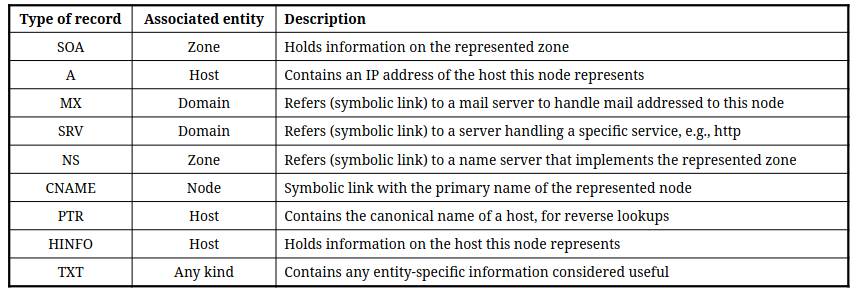 Type of record Associated entity Description
SOA Zone Holds information on the represented zone
A Host Contains an IP address of the host this node represents
MX Domain Refers (symbolic link) to a mail server to handle mail addressed to this node
SRV Domain Refers (symbolic link) to a server handling a specific service, e.g., http
NS Zone Refers (symbolic link) to a name server that implements the represented zone
CNAME Node Symbolic link with the primary name of the represented node
PTR Host Contains the canonical name of a host, for reverse lookups
HINFO Host Holds information on the host this node represents
TXT Any kind Contains any entity-specific information considered useful